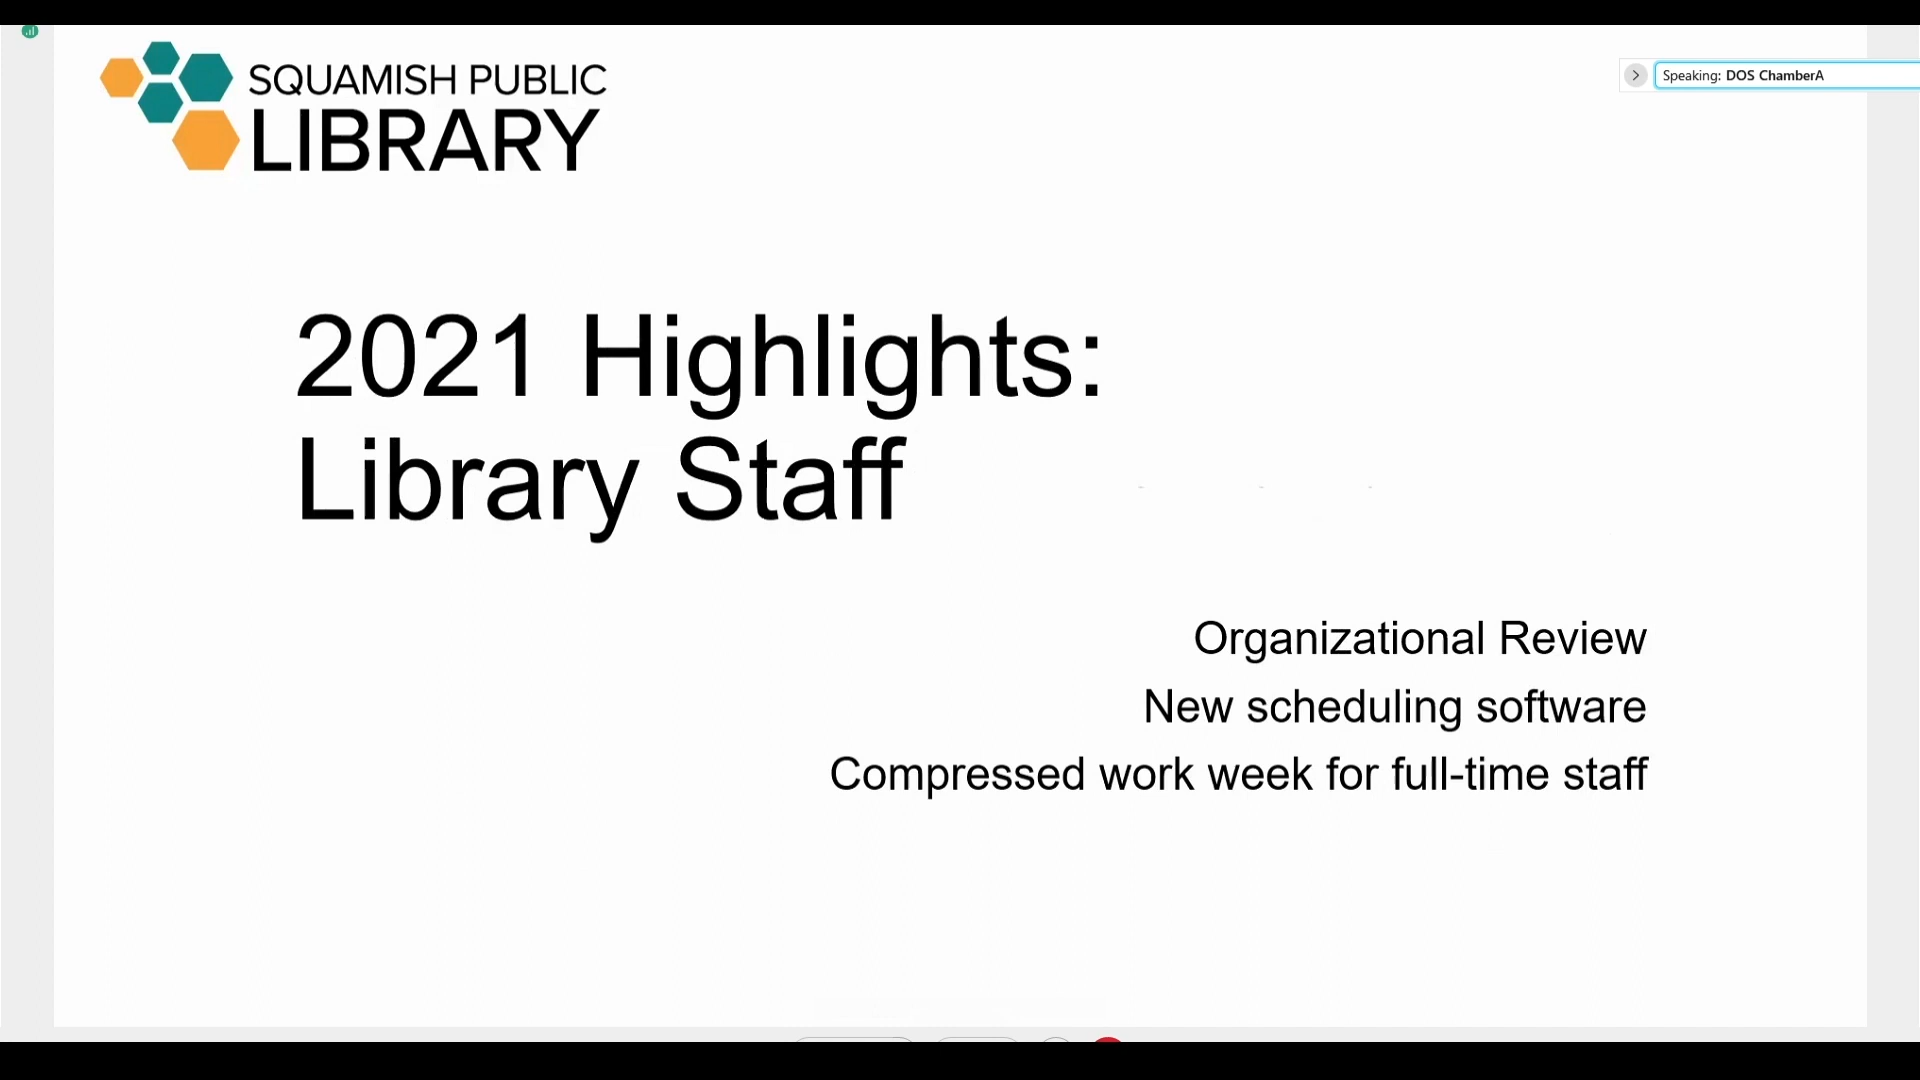 SQUAMISH PUBLIC
LIBRARY
Speaking: DOS ChamberA
2021 Highlights:
Library Staff
Organizational Review
New scheduling software
Compressed work week for full-time staff